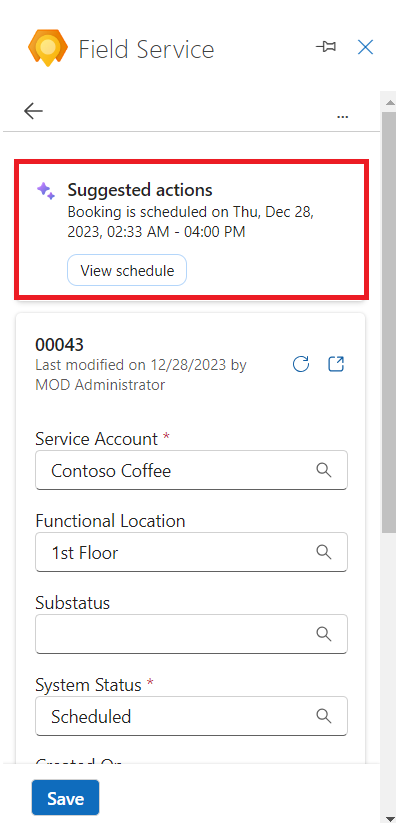 Field Service
...
Suggested actions
Booking is scheduled on Thu, Dec 28,
2023, 02:33 AM - 04:00 PM
View schedule
00043
Last modified on 12/28/2023 by
MOD Administrator
Service Account *
Contoso Coffee
Functional Location
1st Floor
Substatus
System Status *
Scheduled
Created On
Save